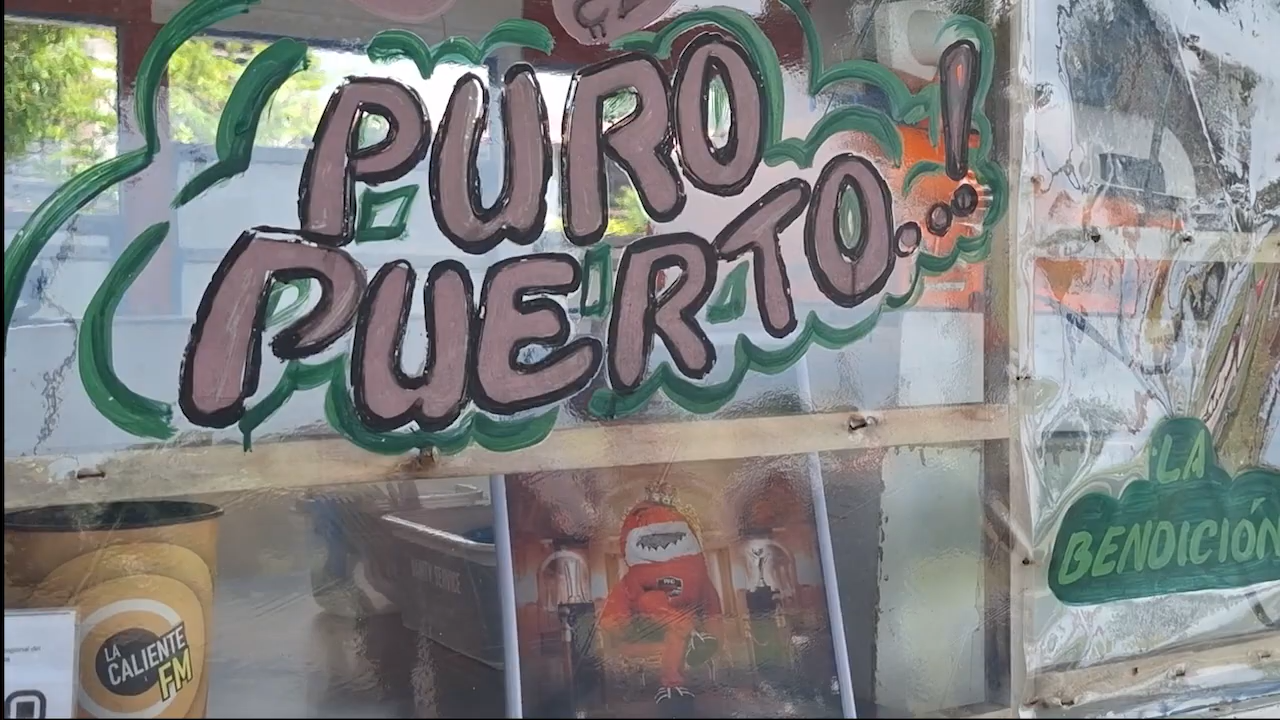 PURO
PUERTO...!
LA
BENDICIÓN
LA
CALIENTE
FM